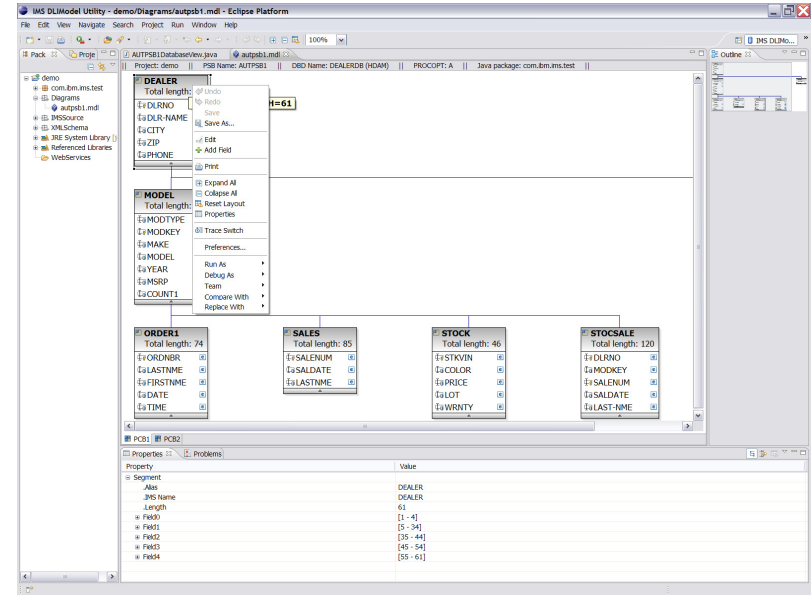 IMS DLIModel Utility - demo/Diagrams/autpsb1.mdl - Eclipse Platform
File Edit View Navigate Search Project Run Window Help
100%
IMS DLIMo...
Pack
Proje
AUTPSB1DatabaseView.java
autpsb1.mdl
Outline
Project: demo || PSB Name: AUTPSB1 || DBD Name: DEALERDB (HDAM) || PROCOPT: A || Java package: com.ibm.ims.test ||
demo
com.ibm.ims.test
Diagrams
autpsb1.mdl
IMSSource
XMLSchema
JRE System Library
Referenced Libraries
WebServices
DEALER
Total length:
DLRNO
DLR-NAME
CITY
ZIP
PHONE
H=61
Undo
Redo
Save
Save As...
Edit
Add Field
Print
Expand All
Collapse All
Reset Layout
Properties
Trace Switch
Preferences...
Run As
Debug As
Team
Compare With
Replace With
MODEL
Total length:
MODTYPE
MODKEY
MAKE
MODEL
YEAR
MSRP
COUNT1
ORDER1
Total length: 74
ORDNBR
LASTNME
FIRSTNME
DATE
TIME
SALES
Total length: 85
SALENUM
SALDATE
LASTNME
STOCK
Total length: 46
STKVIN
COLOR
PRICE
LOT
WRNTY
STOCSALE
Total length: 120
DLRNO
MODKEY
SALENUM
SALDATE
LAST-NME
PCB1 PCB2
Properties Problems
Property Value
Segment
.Alias DEALER
.IMS Name DEALER
.Length 61
Field0 [1 - 4]
Field1 [5 - 34]
Field2 [35 - 44]
Field3 [45 - 54]
Field4 [55 - 61]